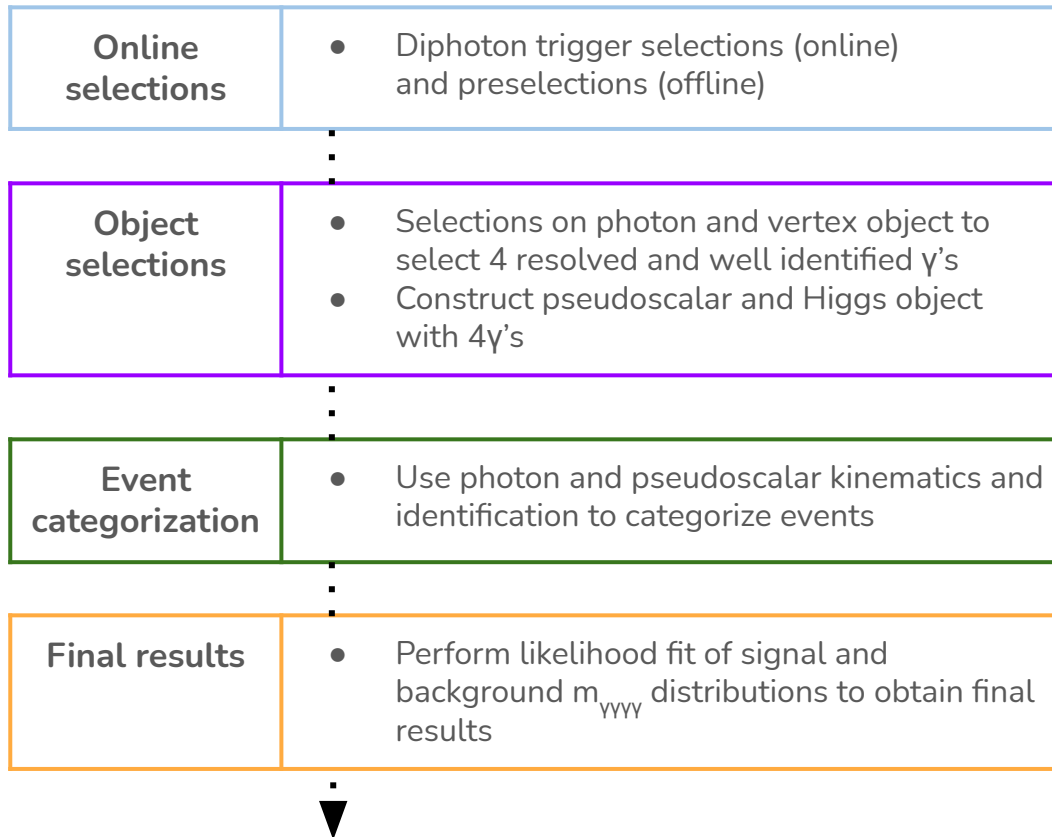 Online
selections
● Diphoton trigger selections (online)
and preselections (offline)
Object
selections
● Selections on photon and vertex object to
select 4 resolved and well identified γ’s
● Construct pseudoscalar and Higgs object
with 4γ’s
Event
categorization
● Use photon and pseudoscalar kinematics and
identification to categorize events
Final results
● Perform likelihood fit of signal and
background m_γγγγ distributions to obtain final
results